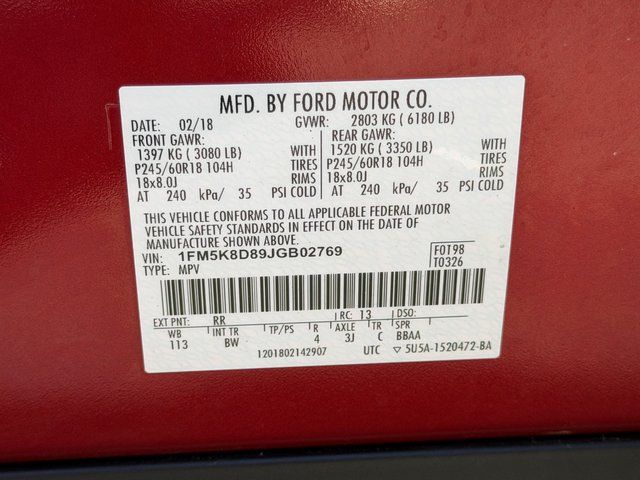 MFD. BY FORD MOTOR CO.
DATE: 02/18 GVWR: 2803 KG ( 6180 LB)
FRONT GAWR: REAR GAWR:
1397 KG ( 3080 LB) WITH 1520 KG ( 3350 LB) WITH
P245/60R18 104H TIRES P245/60R18 104H TIRES
18x8.0J RIMS 18x8.0J RIMS
AT 240 kPa/ 35 PSI COLD AT 240 kPa/ 35 PSI COLD
THIS VEHICLE CONFORMS TO ALL APPLICABLE FEDERAL MOTOR
VEHICLE SAFETY STANDARDS IN EFFECT ON THE DATE OF
MANUFACTURE SHOWN ABOVE.
VIN: 1FM5K8D89JGB02769 F0T98
TYPE: MPV T0326
EXT PNT: RR RC: 13 DSO:
WB INT TR TP/PS R AXLE TR SPR
113 BW 4 3J C BBAA
1201802142907 UTC 5U5A-1520472-BA